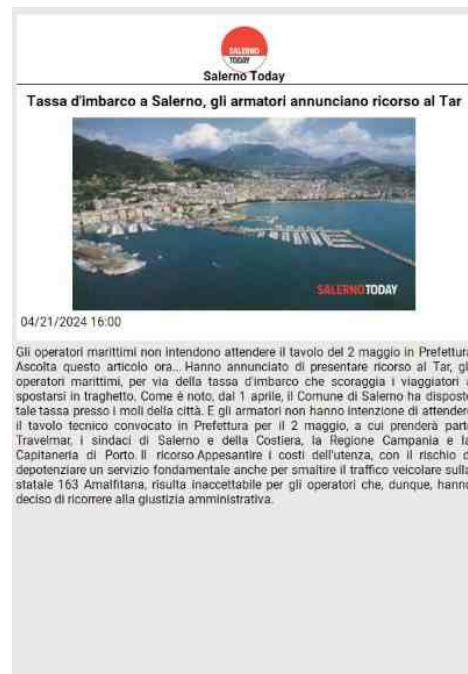 SALERNO
TODAY
Salerno Today
Tassa d'imbarco a Salerno, gli armatori annunciano ricorso al Tar
SALERNOTODAY
04/21/2024 16:00
Gli operatori marittimi non intendono attendere il tavolo del 2 maggio in Prefettura
Ascolta questo articolo ora... Hanno annunciato di presentare ricorso al Tar, gli
operatori marittimi, per via della tassa d'imbarco che scoraggia i viaggiatori a
spostarsi in traghetto. Come è noto, dal 1 aprile, il Comune di Salerno ha disposto
tale tassa presso i moli della città. E gli armatori non hanno intenzione di attendere
il tavolo tecnico convocato in Prefettura per il 2 maggio, a cui prenderà parte
Travelmar, i sindaci di Salerno e della Costiera, la Regione Campania e la
Capitaneria di Porto. Il ricorso Appesantire i costi dell'utenza, con il rischio di
depotenziare un servizio fondamentale anche per smaltire il traffico veicolare sulla
statale 163 Amalfitana, risulta inaccettabile per gli operatori che, dunque, hanno
deciso di ricorrere alla giustizia amministrativa.